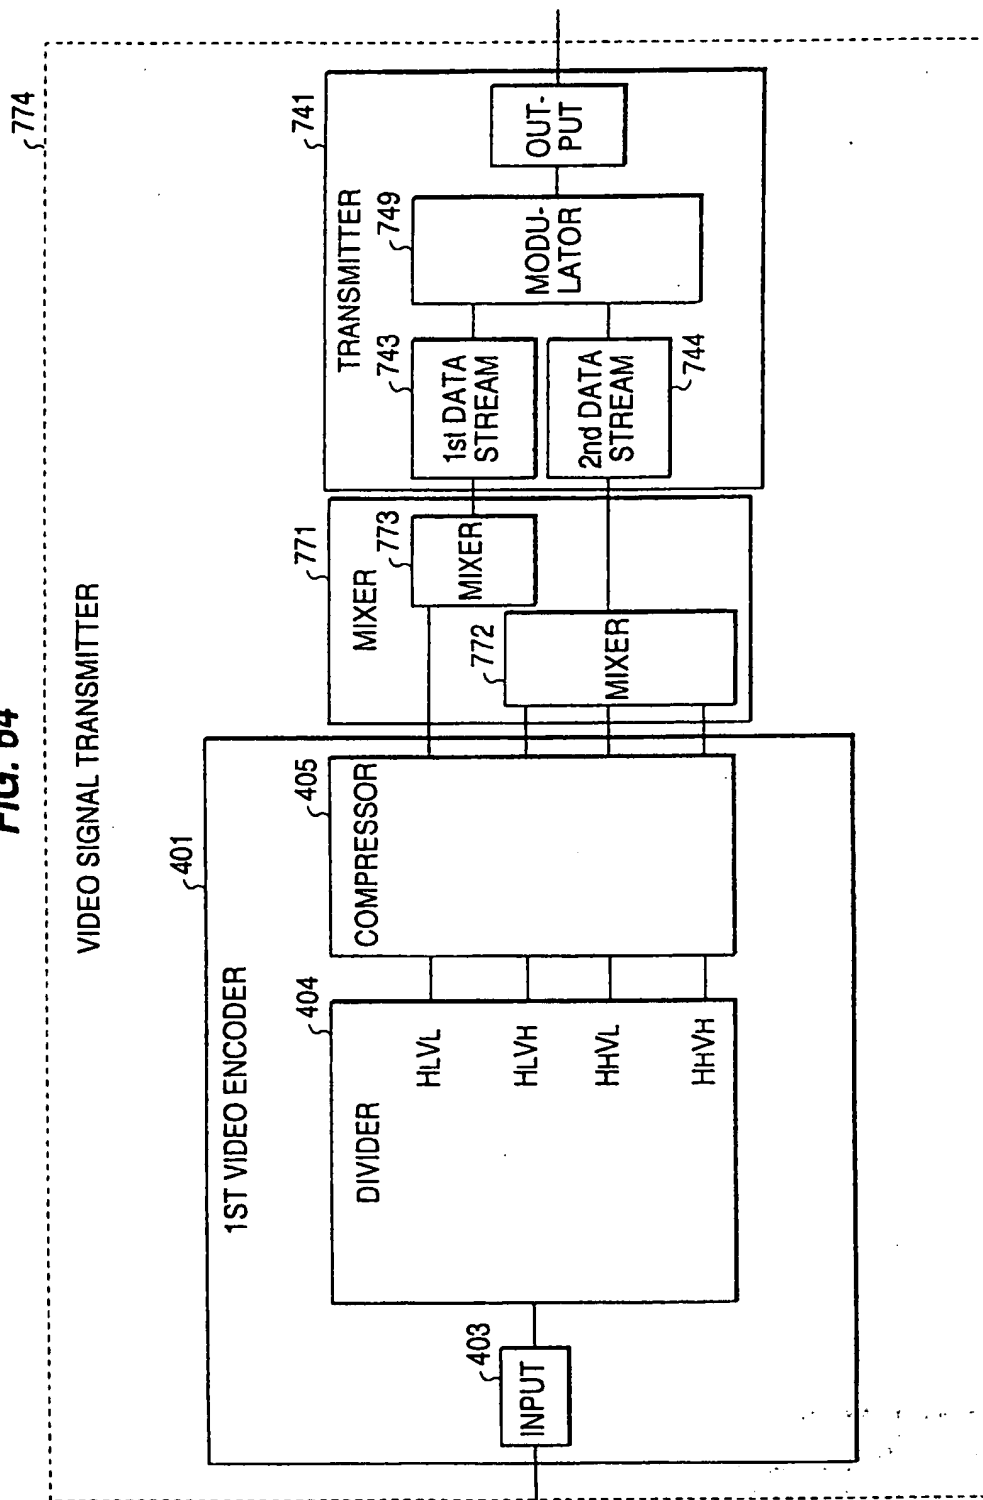 FIG. 64
774
VIDEO SIGNAL TRANSMITTER
401
1ST VIDEO ENCODER
403
INPUT
404
DIVIDER
HLVL
HLVH
HHVL
HHVH
405
COMPRESSOR
771
MIXER
773
MIXER
772
MIXER
741
TRANSMITTER
743
1st DATA
STREAM
2nd DATA
STREAM
744
749
MODU-
LATOR
OUT-
PUT